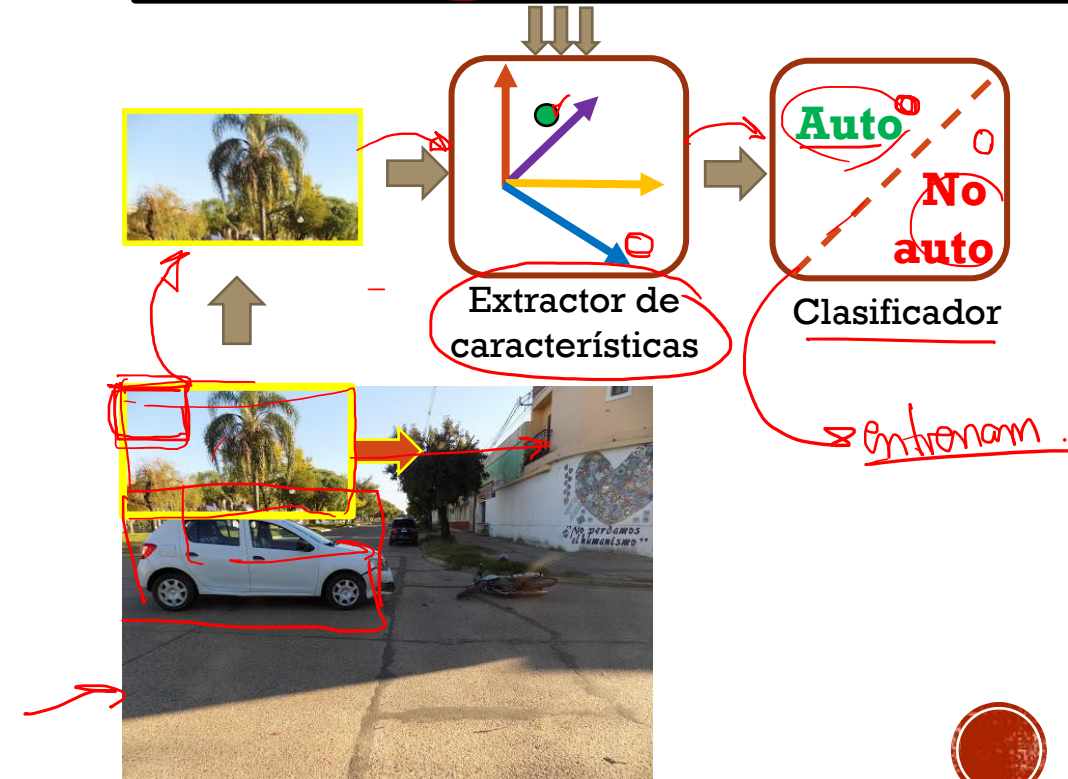 Auto
No
auto
Extractor de
características
Clasificador
entrenam.
"No perdamos
el humanismo"